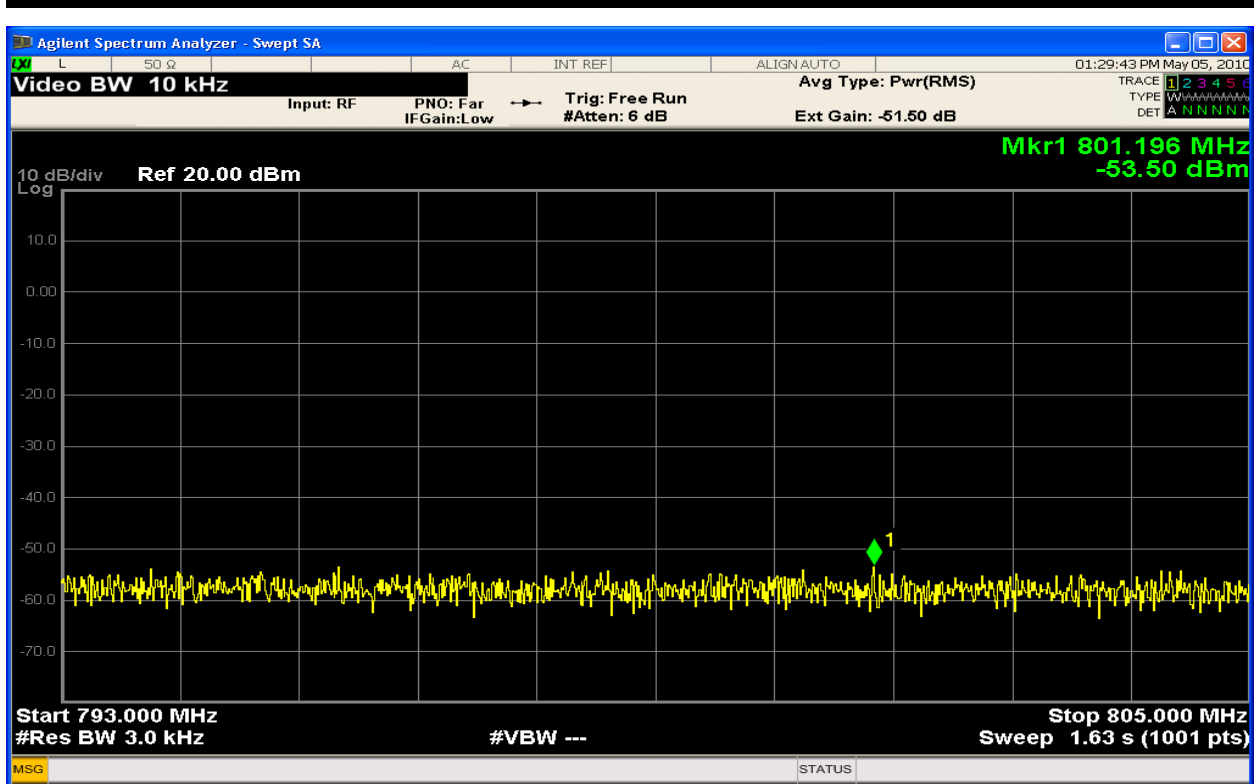 Agilent Spectrum Analyzer - Swept SA
LXI L 50 Ω AC INT REF ALIGN AUTO 01:29:43 PM May 05, 2010
Video BW 10 kHz Avg Type: Pwr(RMS) TRACE 1 2 3 4 5 6
Input: RF PNO: Far Trig: Free Run TYPE W
IFGain:Low #Atten: 6 dB Ext Gain: -51.50 dB DET A N N N N N
Mkr1 801.196 MHz
10 dB/div Ref 20.00 dBm -53.50 dBm
Log
10.0
0.00
-10.0
-20.0
-30.0
-40.0
-50.0
1
-60.0
-70.0
Start 793.000 MHz Stop 805.000 MHz
#Res BW 3.0 kHz #VBW --- Sweep 1.63 s (1001 pts)
MSG STATUS